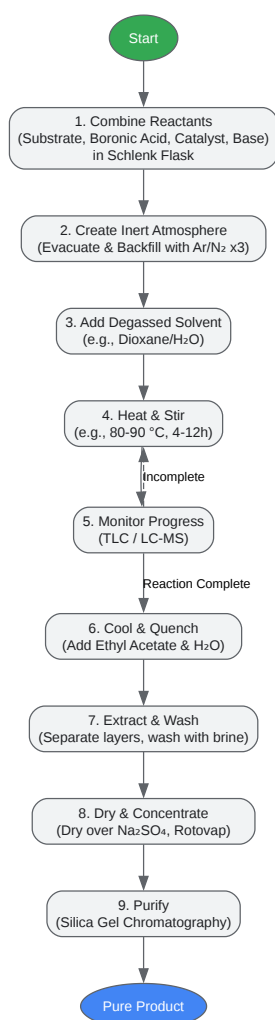 Start
1. Combine Reactants
(Substrate, Boronic Acid, Catalyst, Base)
in Schlenk Flask
2. Create Inert Atmosphere
(Evacuate & Backfill with Ar/N₂ x3)
3. Add Degassed Solvent
(e.g., Dioxane/H₂O)
4. Heat & Stir
(e.g., 80-90 °C, 4-12h)
Incomplete
5. Monitor Progress
(TLC / LC-MS)
Reaction Complete
6. Cool & Quench
(Add Ethyl Acetate & H₂O)
7. Extract & Wash
(Separate layers, wash with brine)
8. Dry & Concentrate
(Dry over Na₂SO₄, Rotovap)
9. Purify
(Silica Gel Chromatography)
Pure Product